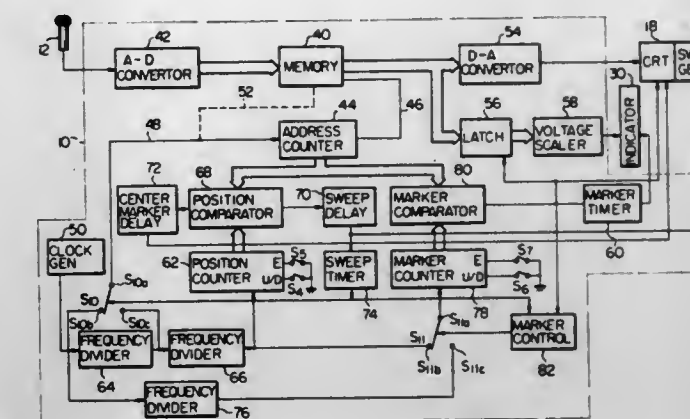 12
42
A-D
CONVERTOR
40
MEMORY
54
D-A
CONVERTOR
18
CRT
30
INDICATOR
52
46
56
LATCH
58
VOLTAGE
SCALER
48
44
ADDRESS
COUNTER
10
72
CENTER
MARKER
DELAY
68
POSITION
COMPARATOR
70
SWEEP
DELAY
80
MARKER
COMPARATOR
MARKER
TIMER
60
50
CLOCK
GEN
62
POSITION
COUNTER
E
U/D
S5
S4
SWEEP
TIMER
74
MARKER
COUNTER
E
U/D
78
S7
S6
S10a
S10
S10b
S10c
FREQUENCY
DIVIDER
64
FREQUENCY
DIVIDER
66
S11
S11a
S11b
S11c
MARKER
CONTROL
82
FREQUENCY
DIVIDER
76